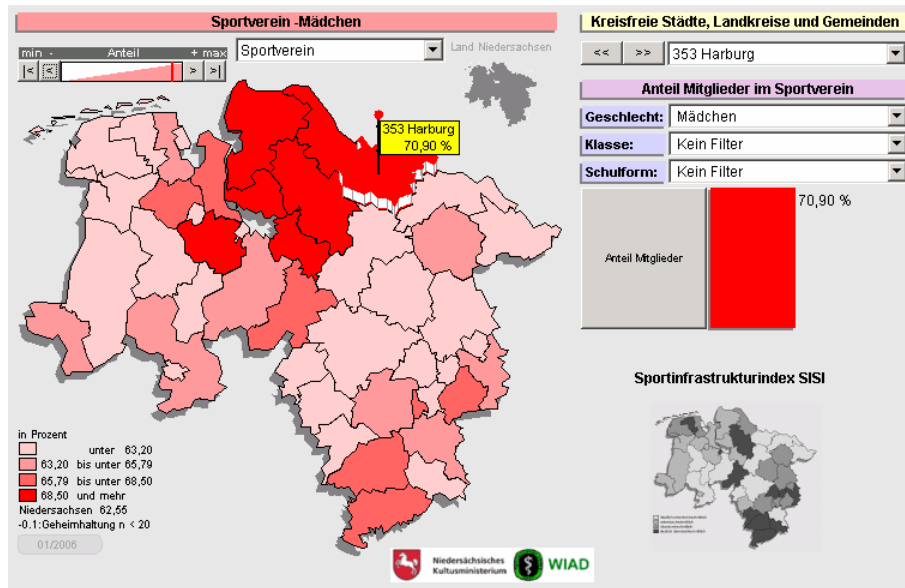 Sportverein -Mädchen
min - Anteil + max
|< < > >|
Sportverein
Land Niedersachsen
353 Harburg
70,90 %
in Prozent
unter 63,20
63,20 bis unter 65,79
65,79 bis unter 68,50
68,50 und mehr
Niedersachsen 62,55
-0.1:Geheimhaltung n < 20
01/2006
Kreisfreie Städte, Landkreise und Gemeinden
<< >> 353 Harburg
Anteil Mitglieder im Sportverein
Geschlecht: Mädchen
Klasse: Kein Filter
Schulform: Kein Filter
70,90 %
Anteil Mitglieder
Sportinfrastrukturindex SISI
Niedersächsisches
Kultusministerium
WIAD